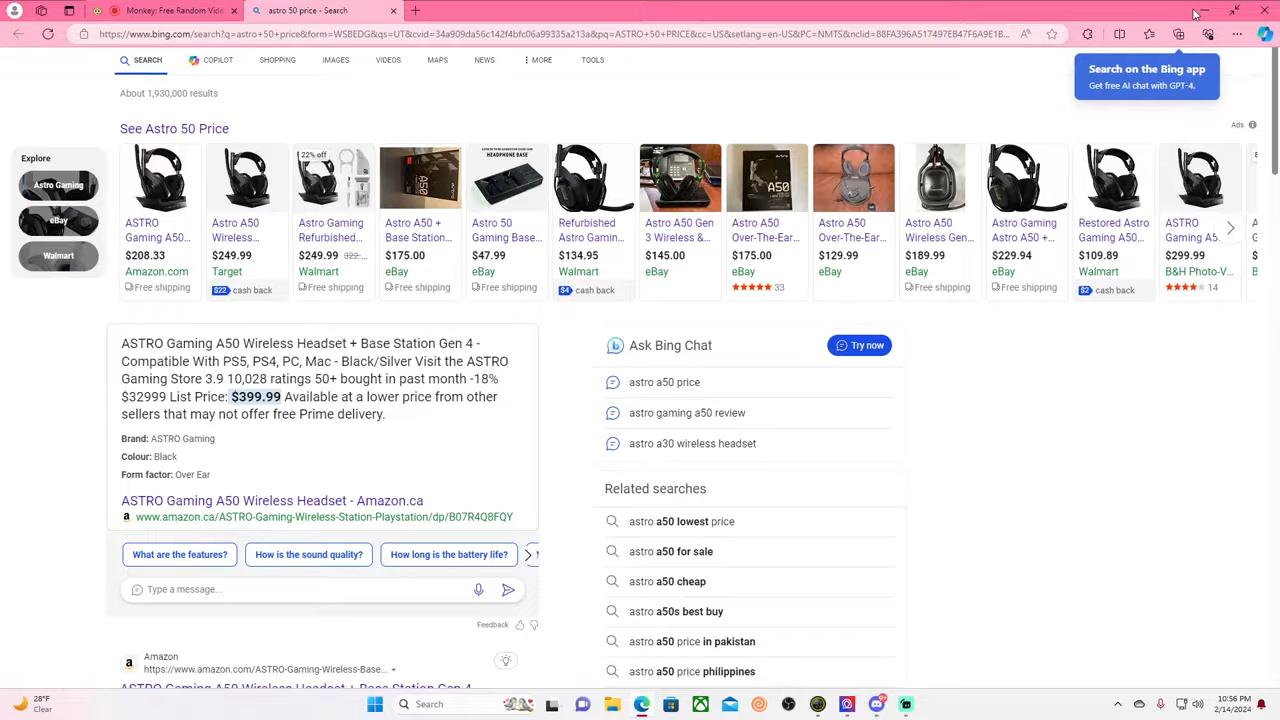 Monkey: Free Random Video
astro 50 price - Search
https://www.bing.com/search?q=astro+50+price&form=WSBEDG&qs=UT&cvid=34a909da56c142f4bfc06a99335a213a&pq=ASTRO+50+PRICE&cc=US&setlang=en-US&PC=NMTS&nclid=88FA396A517497EB47F6A9E1B...
SEARCH COPILOT SHOPPING IMAGES VIDEOS MAPS NEWS MORE TOOLS
Search on the Bing app
Get free AI chat with GPT-4.
About 1,930,000 results
See Astro 50 Price
Ads
Explore
Astro Gaming
eBay
Walmart
22% off
HEADPHONE BASE
A50
A50
ASTRO
Gaming A50...
$208.33
Amazon.com
Free shipping
Astro A50
Wireless...
$249.99
Target
$22 cash back
Astro Gaming
Refurbished...
$249.99 322....
Walmart
Free shipping
Astro A50 +
Base Station...
$175.00
eBay
Free shipping
Astro 50
Gaming Base...
$47.99
eBay
Free shipping
Refurbished
Astro Gamin...
$134.95
Walmart
$4 cash back
Astro A50 Gen
3 Wireless &...
$145.00
eBay
Astro A50
Over-The-Ear...
$175.00
eBay
33
Astro A50
Over-The-Ear...
$129.99
eBay
Astro A50
Wireless Gen...
$189.99
eBay
Free shipping
Astro Gaming
Astro A50 +...
$229.94
eBay
Free shipping
Restored Astro
Gaming A50...
$109.89
Walmart
$2 cash back
ASTRO
Gaming A5...
$299.99
B&H Photo-V...
14
ASTRO Gaming A50 Wireless Headset + Base Station Gen 4 -
Compatible With PS5, PS4, PC, Mac - Black/Silver Visit the ASTRO
Gaming Store 3.9 10,028 ratings 50+ bought in past month -18%
$32999 List Price: $399.99 Available at a lower price from other
sellers that may not offer free Prime delivery.
Brand: ASTRO Gaming
Colour: Black
Form factor: Over Ear
ASTRO Gaming A50 Wireless Headset - Amazon.ca
www.amazon.ca/ASTRO-Gaming-Wireless-Station-Playstation/dp/B07R4Q8FQY
What are the features? How is the sound quality? How long is the battery life?
Type a message...
Feedback
Amazon
https://www.amazon.com/ASTRO-Gaming-Wireless-Base...
ASTRO Gaming A50 Wireless Headset + Base Station Gen 4
Ask Bing Chat
Try now
astro a50 price
astro gaming a50 review
astro a30 wireless headset
Related searches
astro a50 lowest price
astro a50 for sale
astro a50 cheap
astro a50s best buy
astro a50 price in pakistan
astro a50 price philippines
28°F
Clear
Search
9+
10:56 PM
2/14/2024